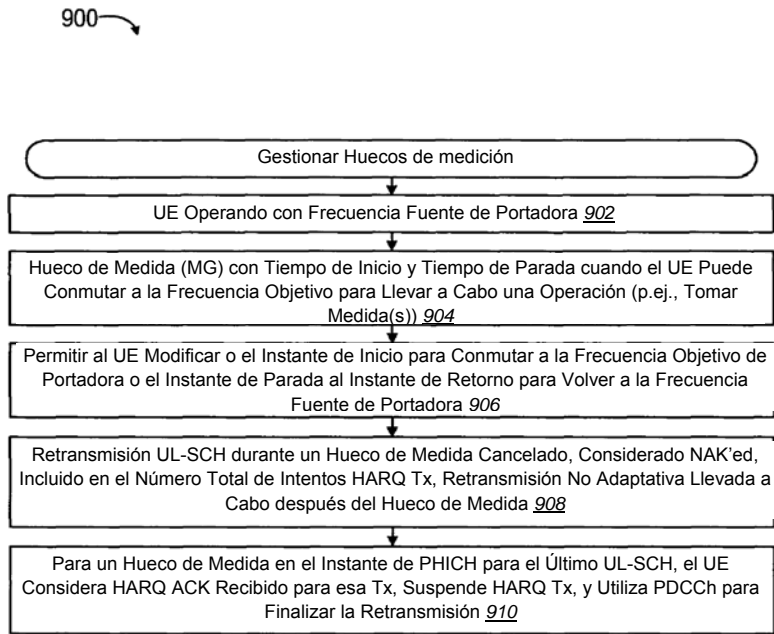 900
Gestionar Huecos de medición
UE Operando con Frecuencia Fuente de Portadora 902
Hueco de Medida (MG) con Tiempo de Inicio y Tiempo de Parada cuando el UE Puede
Conmutar a la Frecuencia Objetivo para Llevar a Cabo una Operación (p.ej., Tomar
Medida(s)) 904
Permitir al UE Modificar o el Instante de Inicio para Conmutar a la Frecuencia Objetivo de
Portadora o el Instante de Parada al Instante de Retorno para Volver a la Frecuencia
Fuente de Portadora 906
Retransmisión UL-SCH durante un Hueco de Medida Cancelado, Considerado NAK'ed,
Incluido en el Número Total de Intentos HARQ Tx, Retransmisión No Adaptativa Llevada a
Cabo después del Hueco de Medida 908
Para un Hueco de Medida en el Instante de PHICH para el Último UL-SCH, el UE
Considera HARQ ACK Recibido para esa Tx, Suspende HARQ Tx, y Utiliza PDCCh para
Finalizar la Retransmisión 910